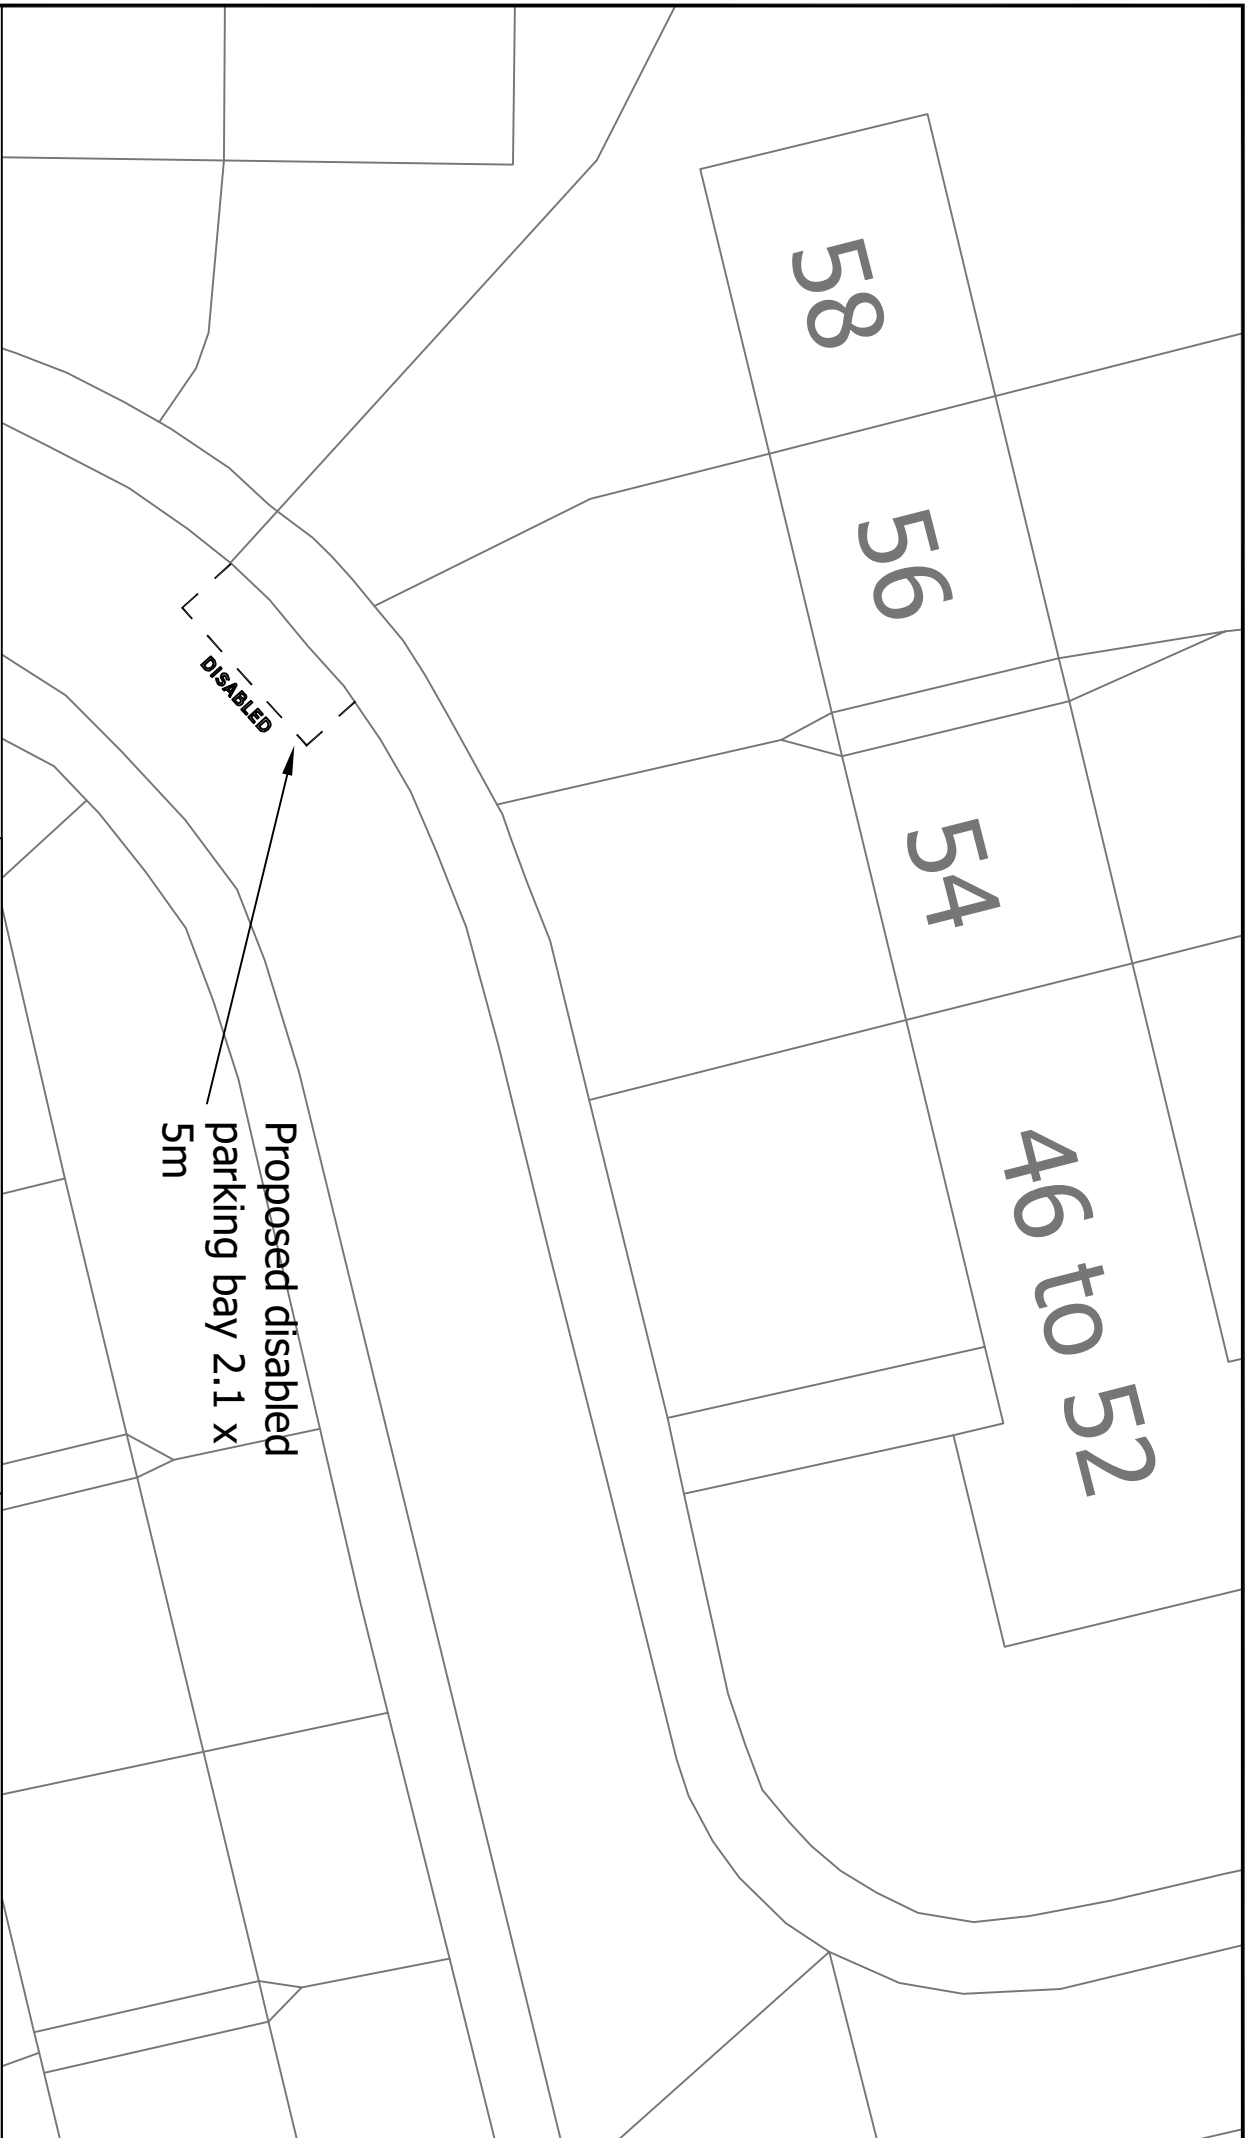 58
56
54
46 to 52
DISABLED
Proposed disabled
parking bay 2.1 x
5m